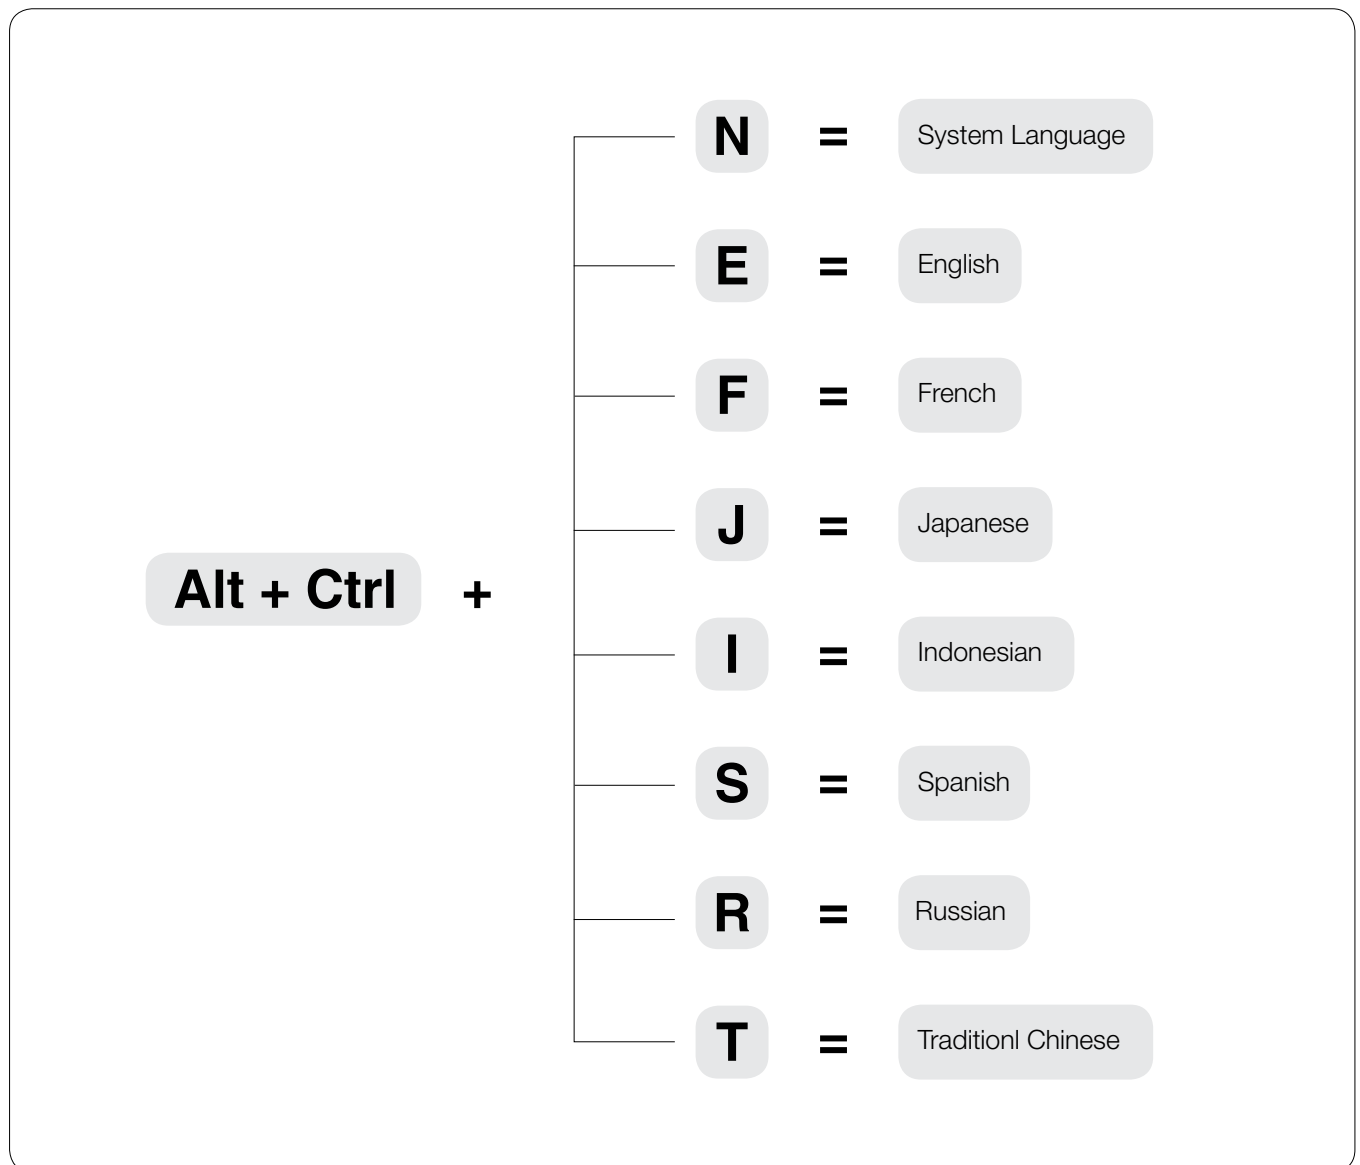 N = System Language
E = English
F = French
J = Japanese
Alt + Ctrl +
I = Indonesian
S = Spanish
R = Russian
T = Traditionl Chinese